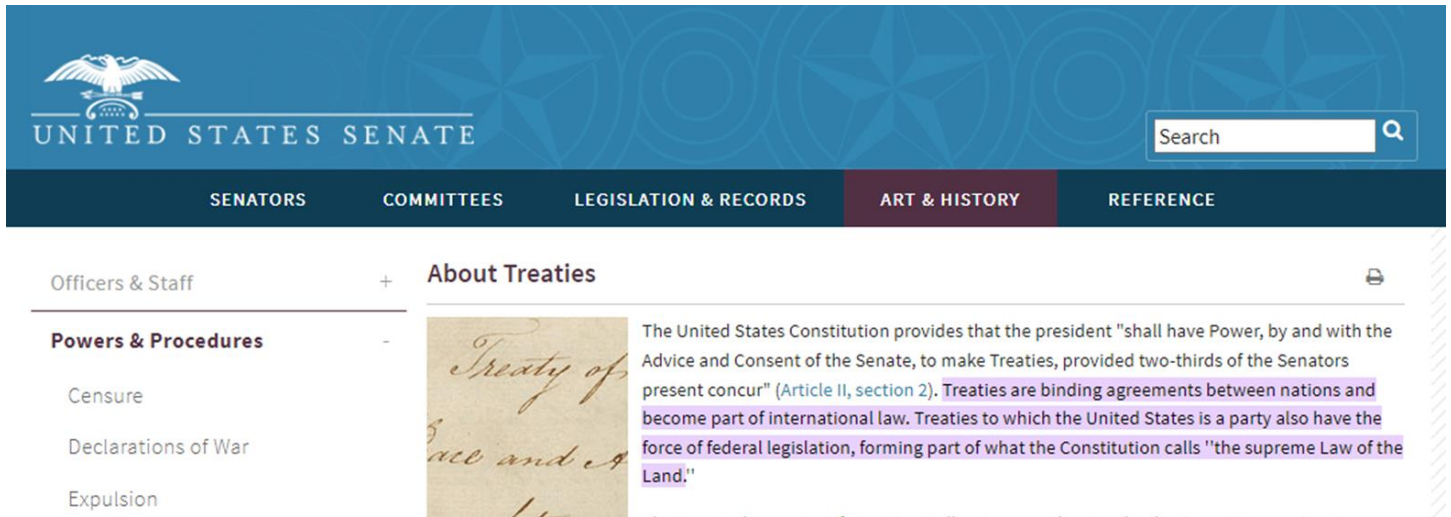 UNITED STATES SENATE
Search
SENATORS COMMITTEES LEGISLATION & RECORDS ART & HISTORY REFERENCE
Officers & Staff +
Powers & Procedures -
Censure
Declarations of War
Expulsion
About Treaties
Treaty of
and
The United States Constitution provides that the president "shall have Power, by and with the
Advice and Consent of the Senate, to make Treaties, provided two-thirds of the Senators
present concur" (Article II, section 2). Treaties are binding agreements between nations and
become part of international law. Treaties to which the United States is a party also have the
force of federal legislation, forming part of what the Constitution calls ''the supreme Law of the
Land.''